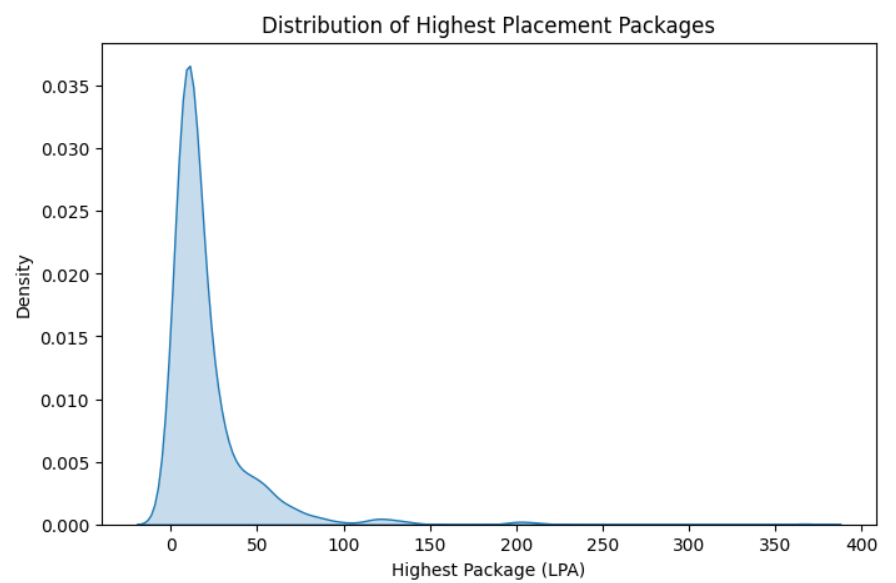 Distribution of Highest Placement Packages
0.035
0.030
0.025
0.020
0.015
0.010
0.005
0.000
Density
0 50 100 150 200 250 300 350 400
Highest Package (LPA)